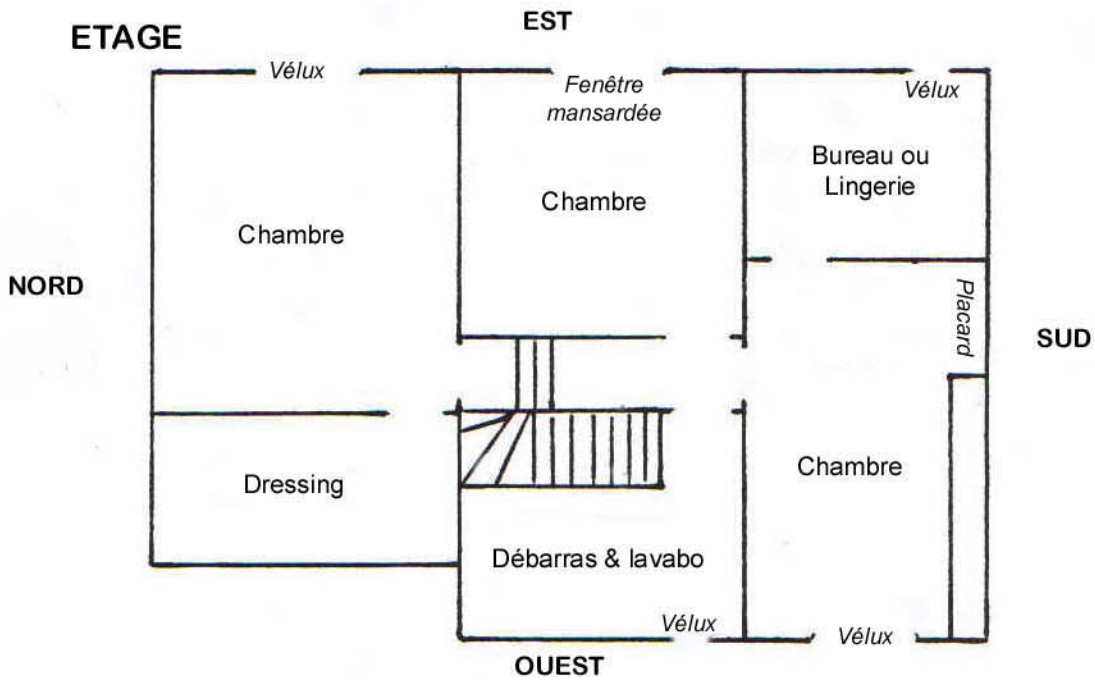 EST
ETAGE
Vélux
Fenêtre
mansardée
Vélux
Bureau ou
Lingerie
Chambre
Chambre
NORD
Placard
SUD
Chambre
Dressing
Débarras & lavabo
Vélux
Vélux
OUEST